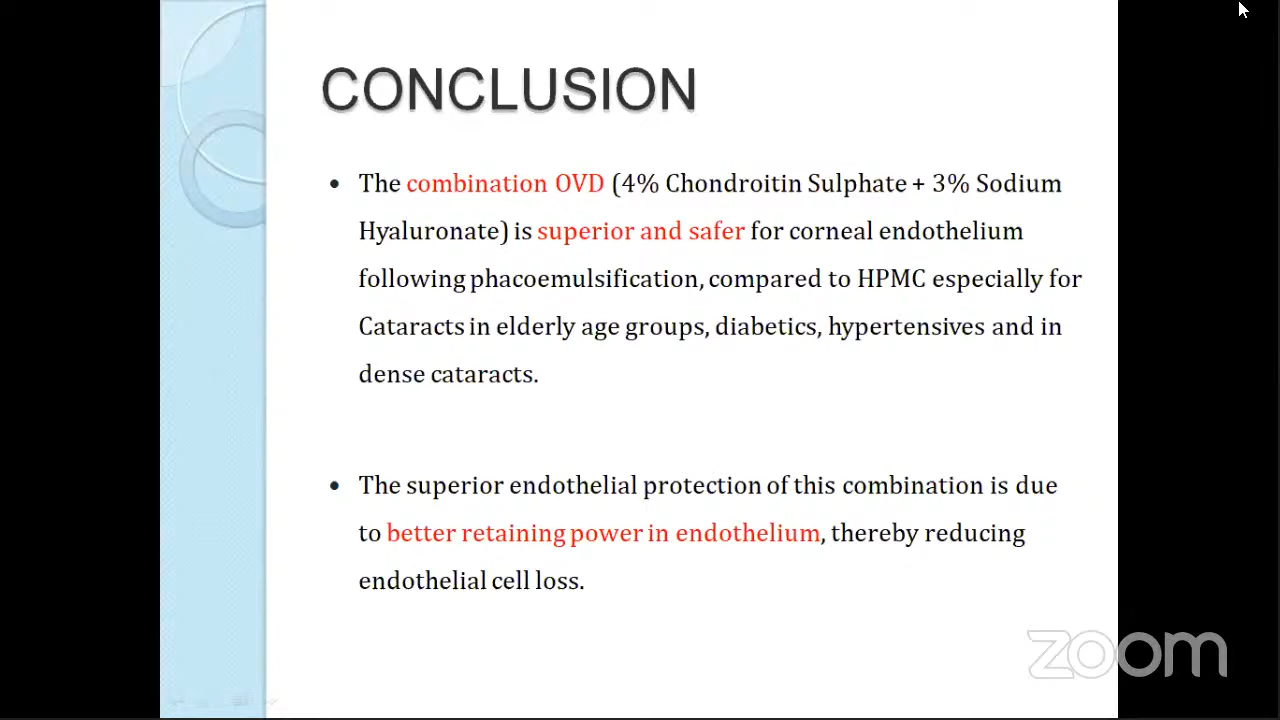 CONCLUSION
• The combination OVD (4% Chondroitin Sulphate + 3% Sodium
Hyaluronate) is superior and safer for corneal endothelium
following phacoemulsification, compared to HPMC especially for
Cataracts in elderly age groups, diabetics, hypertensives and in
dense cataracts.
• The superior endothelial protection of this combination is due
to better retaining power in endothelium, thereby reducing
endothelial cell loss.
zoom